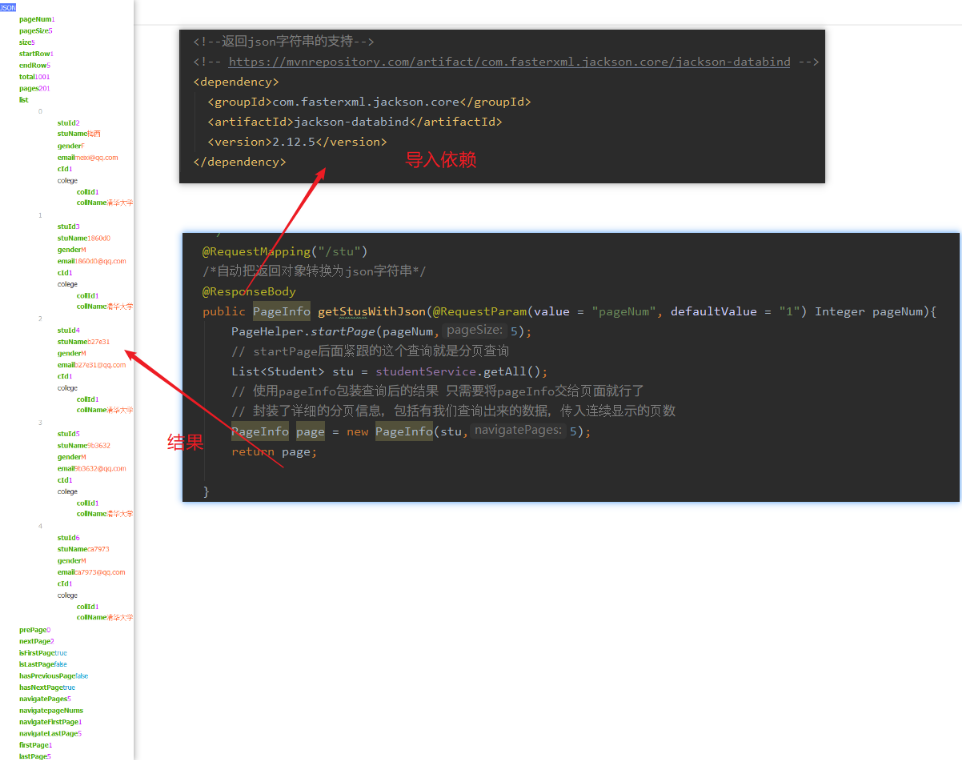 JSON
pageNum1
pageSize5
size5
startRow1
endRow5
total1001
pages201
list
0
stuId2
stuName梅西
genderF
emailmexi@qq.com
cId1
colege
collId1
collName清华大学
1
stuId3
stuName1860d0
genderM
email1860d0@qq.com
cId1
colege
collId1
collName清华大学
2
stuId4
stuNameb27e31
genderM
emailb27e31@qq.com
cId1
colege
collId1
collName清华大学
3
stuId5
stuName9b3632
genderM
email9b3632@qq.com
cId1
colege
collId1
collName清华大学
4
stuId6
stuNameca7973
genderM
emailca7973@qq.com
cId1
colege
collId1
collName清华大学
prePage0
nextPage2
isFirstPagetrue
isLastPagefalse
hasPreviousPagefalse
hasNextPagetrue
navigatePages5
navigatepageNums
navigateFirstPage1
navigateLastPage5
firstPage1
lastPage5
<!--返回json字符串的支持-->
<!-- https://mvnrepository.com/artifact/com.fasterxml.jackson.core/jackson-databind -->
<dependency>
<groupId>com.fasterxml.jackson.core</groupId>
<artifactId>jackson-databind</artifactId>
<version>2.12.5</version>
</dependency>
导入依赖
@RequestMapping("/stu")
/*自动把返回对象转换为json字符串*/
@ResponseBody
public PageInfo getStusWithJson(@RequestParam(value = "pageNum", defaultValue = "1") Integer pageNum){
PageHelper.startPage(pageNum, pageSize: 5);
// startPage后面紧跟的这个查询就是分页查询
List<Student> stu = studentService.getAll();
// 使用pageInfo包装查询后的结果 只需要将pageInfo交给页面就行了
// 封装了详细的分页信息，包括有我们查询出来的数据，传入连续显示的页数
PageInfo page = new PageInfo(stu, navigatePages: 5);
return page;
}
结果